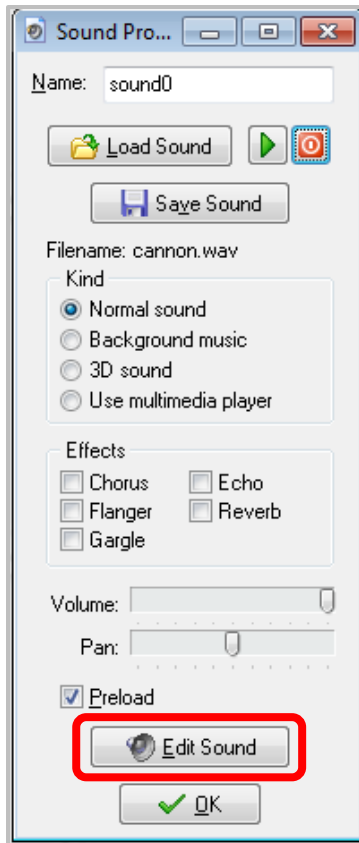 Sound Pro...
Name: sound0
Load Sound
Save Sound
Filename: cannon.wav
Kind
Normal sound
Background music
3D sound
Use multimedia player
Effects
Chorus Echo
Flanger Reverb
Gargle
Volume:
Pan:
Preload
Edit Sound
OK